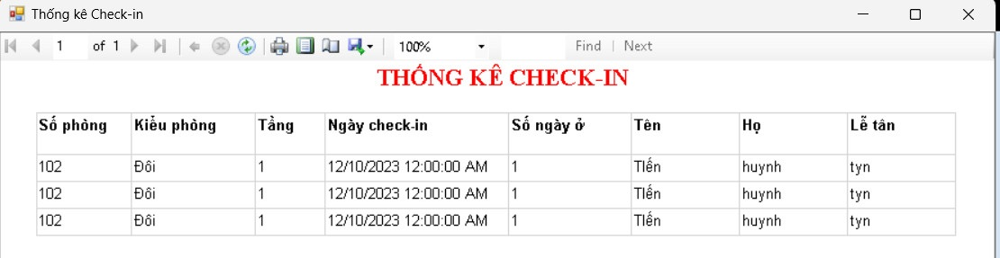 Thống kê Check-in
1 of 1 100% Find Next
THỐNG KÊ CHECK-IN
Số phòng Kiểu phòng Tầng Ngày check-in Số ngày ở Tên Họ Lễ tân
102 Đôi 1 12/10/2023 12:00:00 AM 1 TIến huynh tyn
102 Đôi 1 12/10/2023 12:00:00 AM 1 TIến huynh tyn
102 Đôi 1 12/10/2023 12:00:00 AM 1 TIến huynh tyn